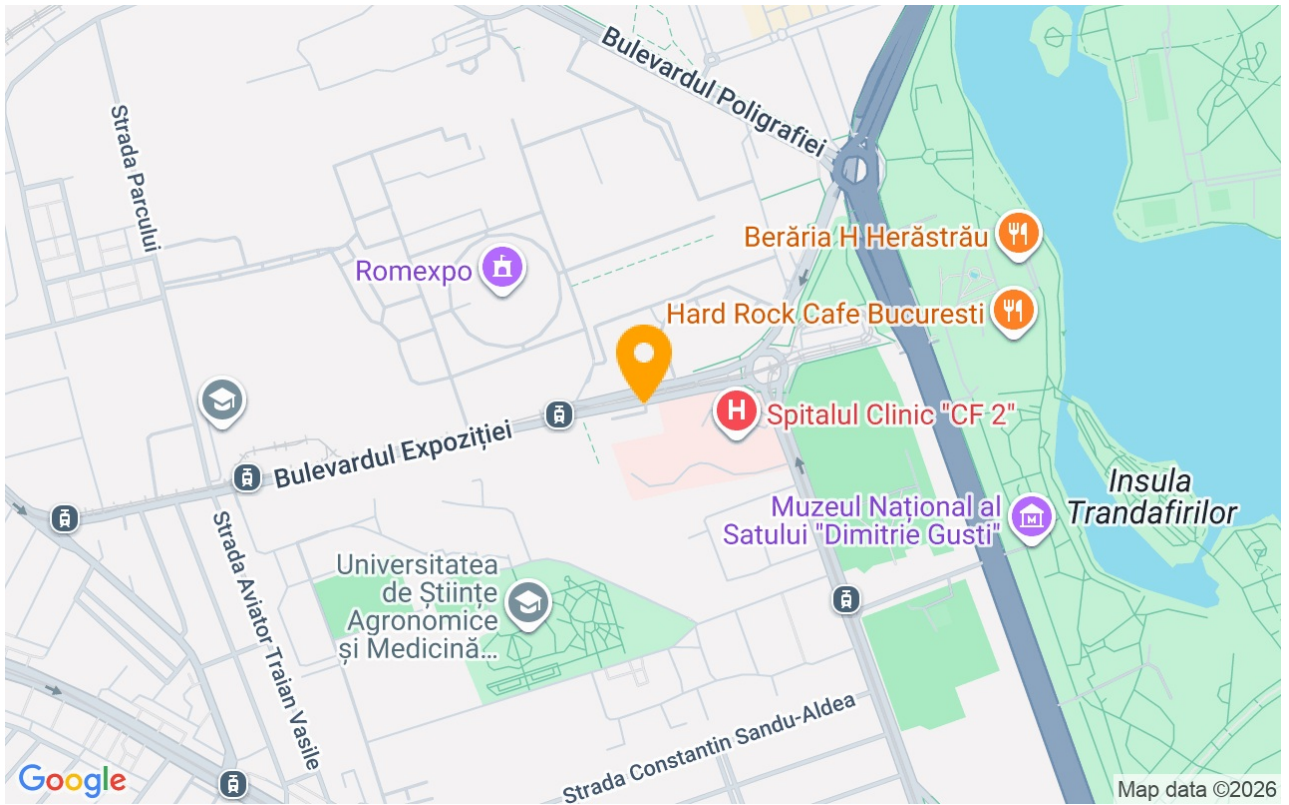 Bulevardul Poligrafiei
Strada Parcului
Berăria H Herăstrău
Romexpo
Hard Rock Cafe Bucuresti
H
Spitalul Clinic "CF 2"
Bulevardul Expoziției
Insula
Trandafirilor
Muzeul Național al
Satului "Dimitrie Gusti"
M
Universitatea
de Științe
Agronomice
și Medicină...
Strada Aviator Traian Vasile
Strada Constantin Sandu-Aldea
Google
Map data ©2026